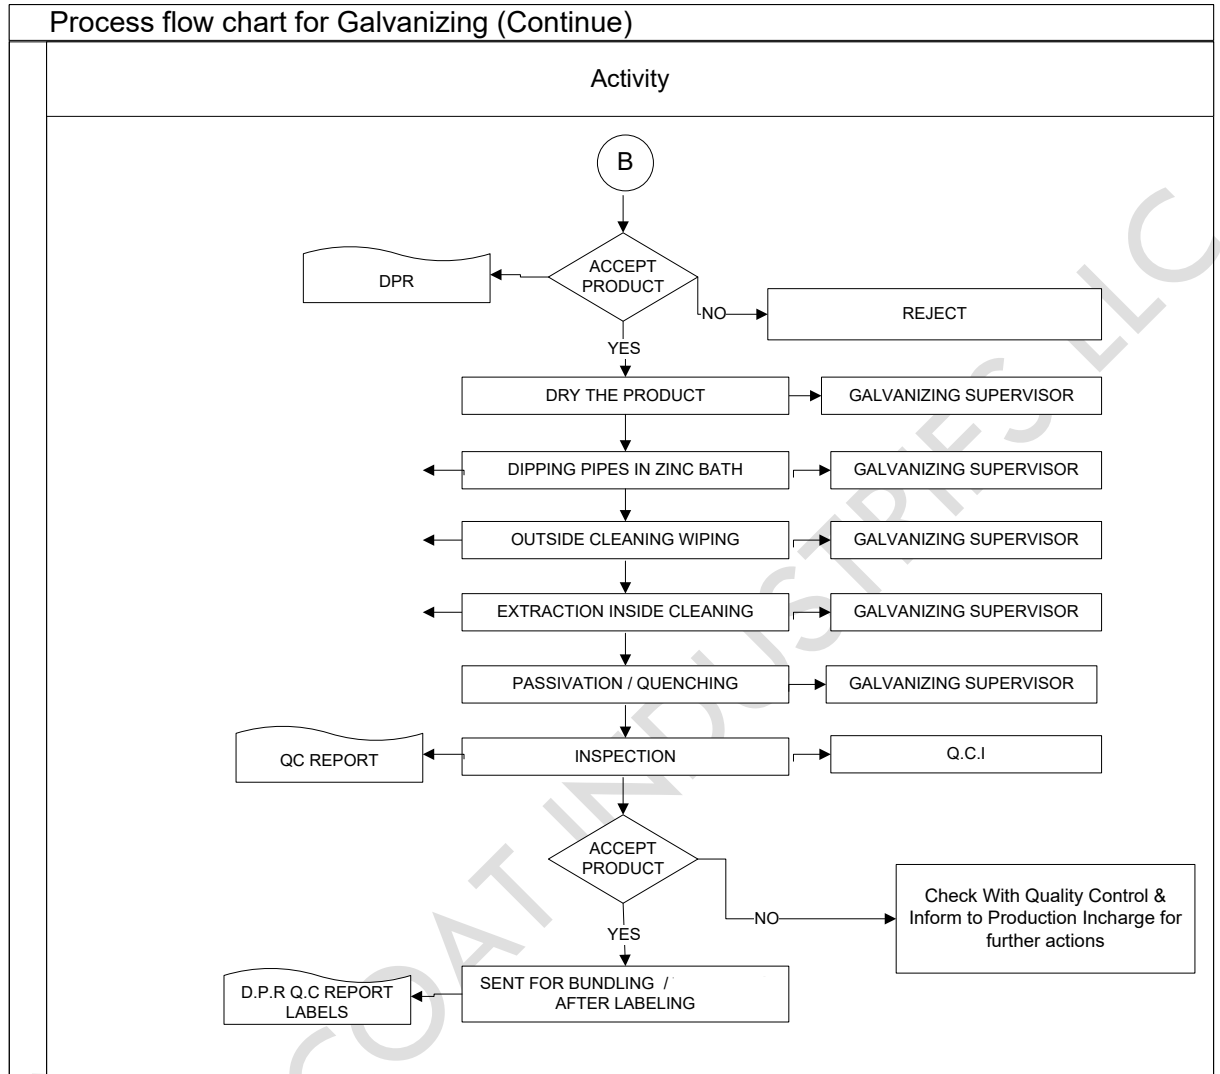 Process flow chart for Galvanizing (Continue)
Activity
B
ACCEPT
PRODUCT
DPR
NO
REJECT
YES
DRY THE PRODUCT
GALVANIZING SUPERVISOR
DIPPING PIPES IN ZINC BATH
GALVANIZING SUPERVISOR
OUTSIDE CLEANING WIPING
GALVANIZING SUPERVISOR
EXTRACTION INSIDE CLEANING
GALVANIZING SUPERVISOR
PASSIVATION / QUENCHING
GALVANIZING SUPERVISOR
QC REPORT
INSPECTION
Q.C.I
ACCEPT
PRODUCT
NO
Check With Quality Control &
Inform to Production Incharge for
further actions
YES
SENT FOR BUNDLING /
AFTER LABELING
D.P.R Q.C REPORT
LABELS
COAT INDUSTRIES LLC